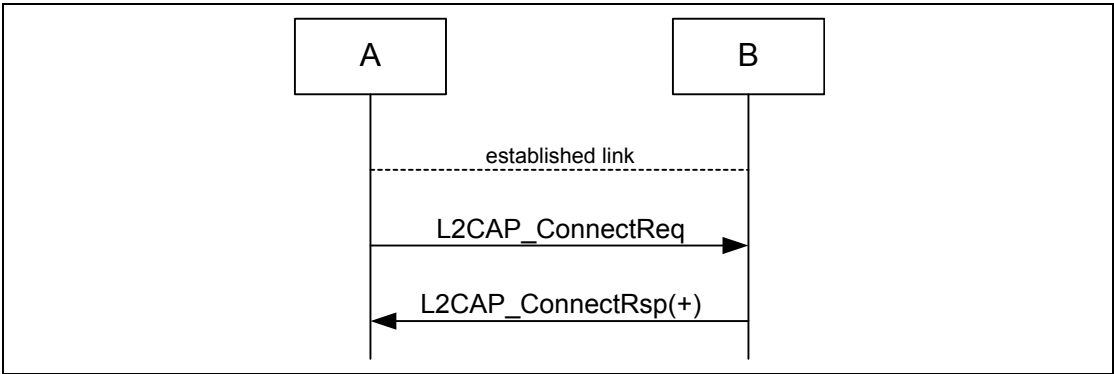 A
B
established link
L2CAP_ConnectReq
L2CAP_ConnectRsp(+)